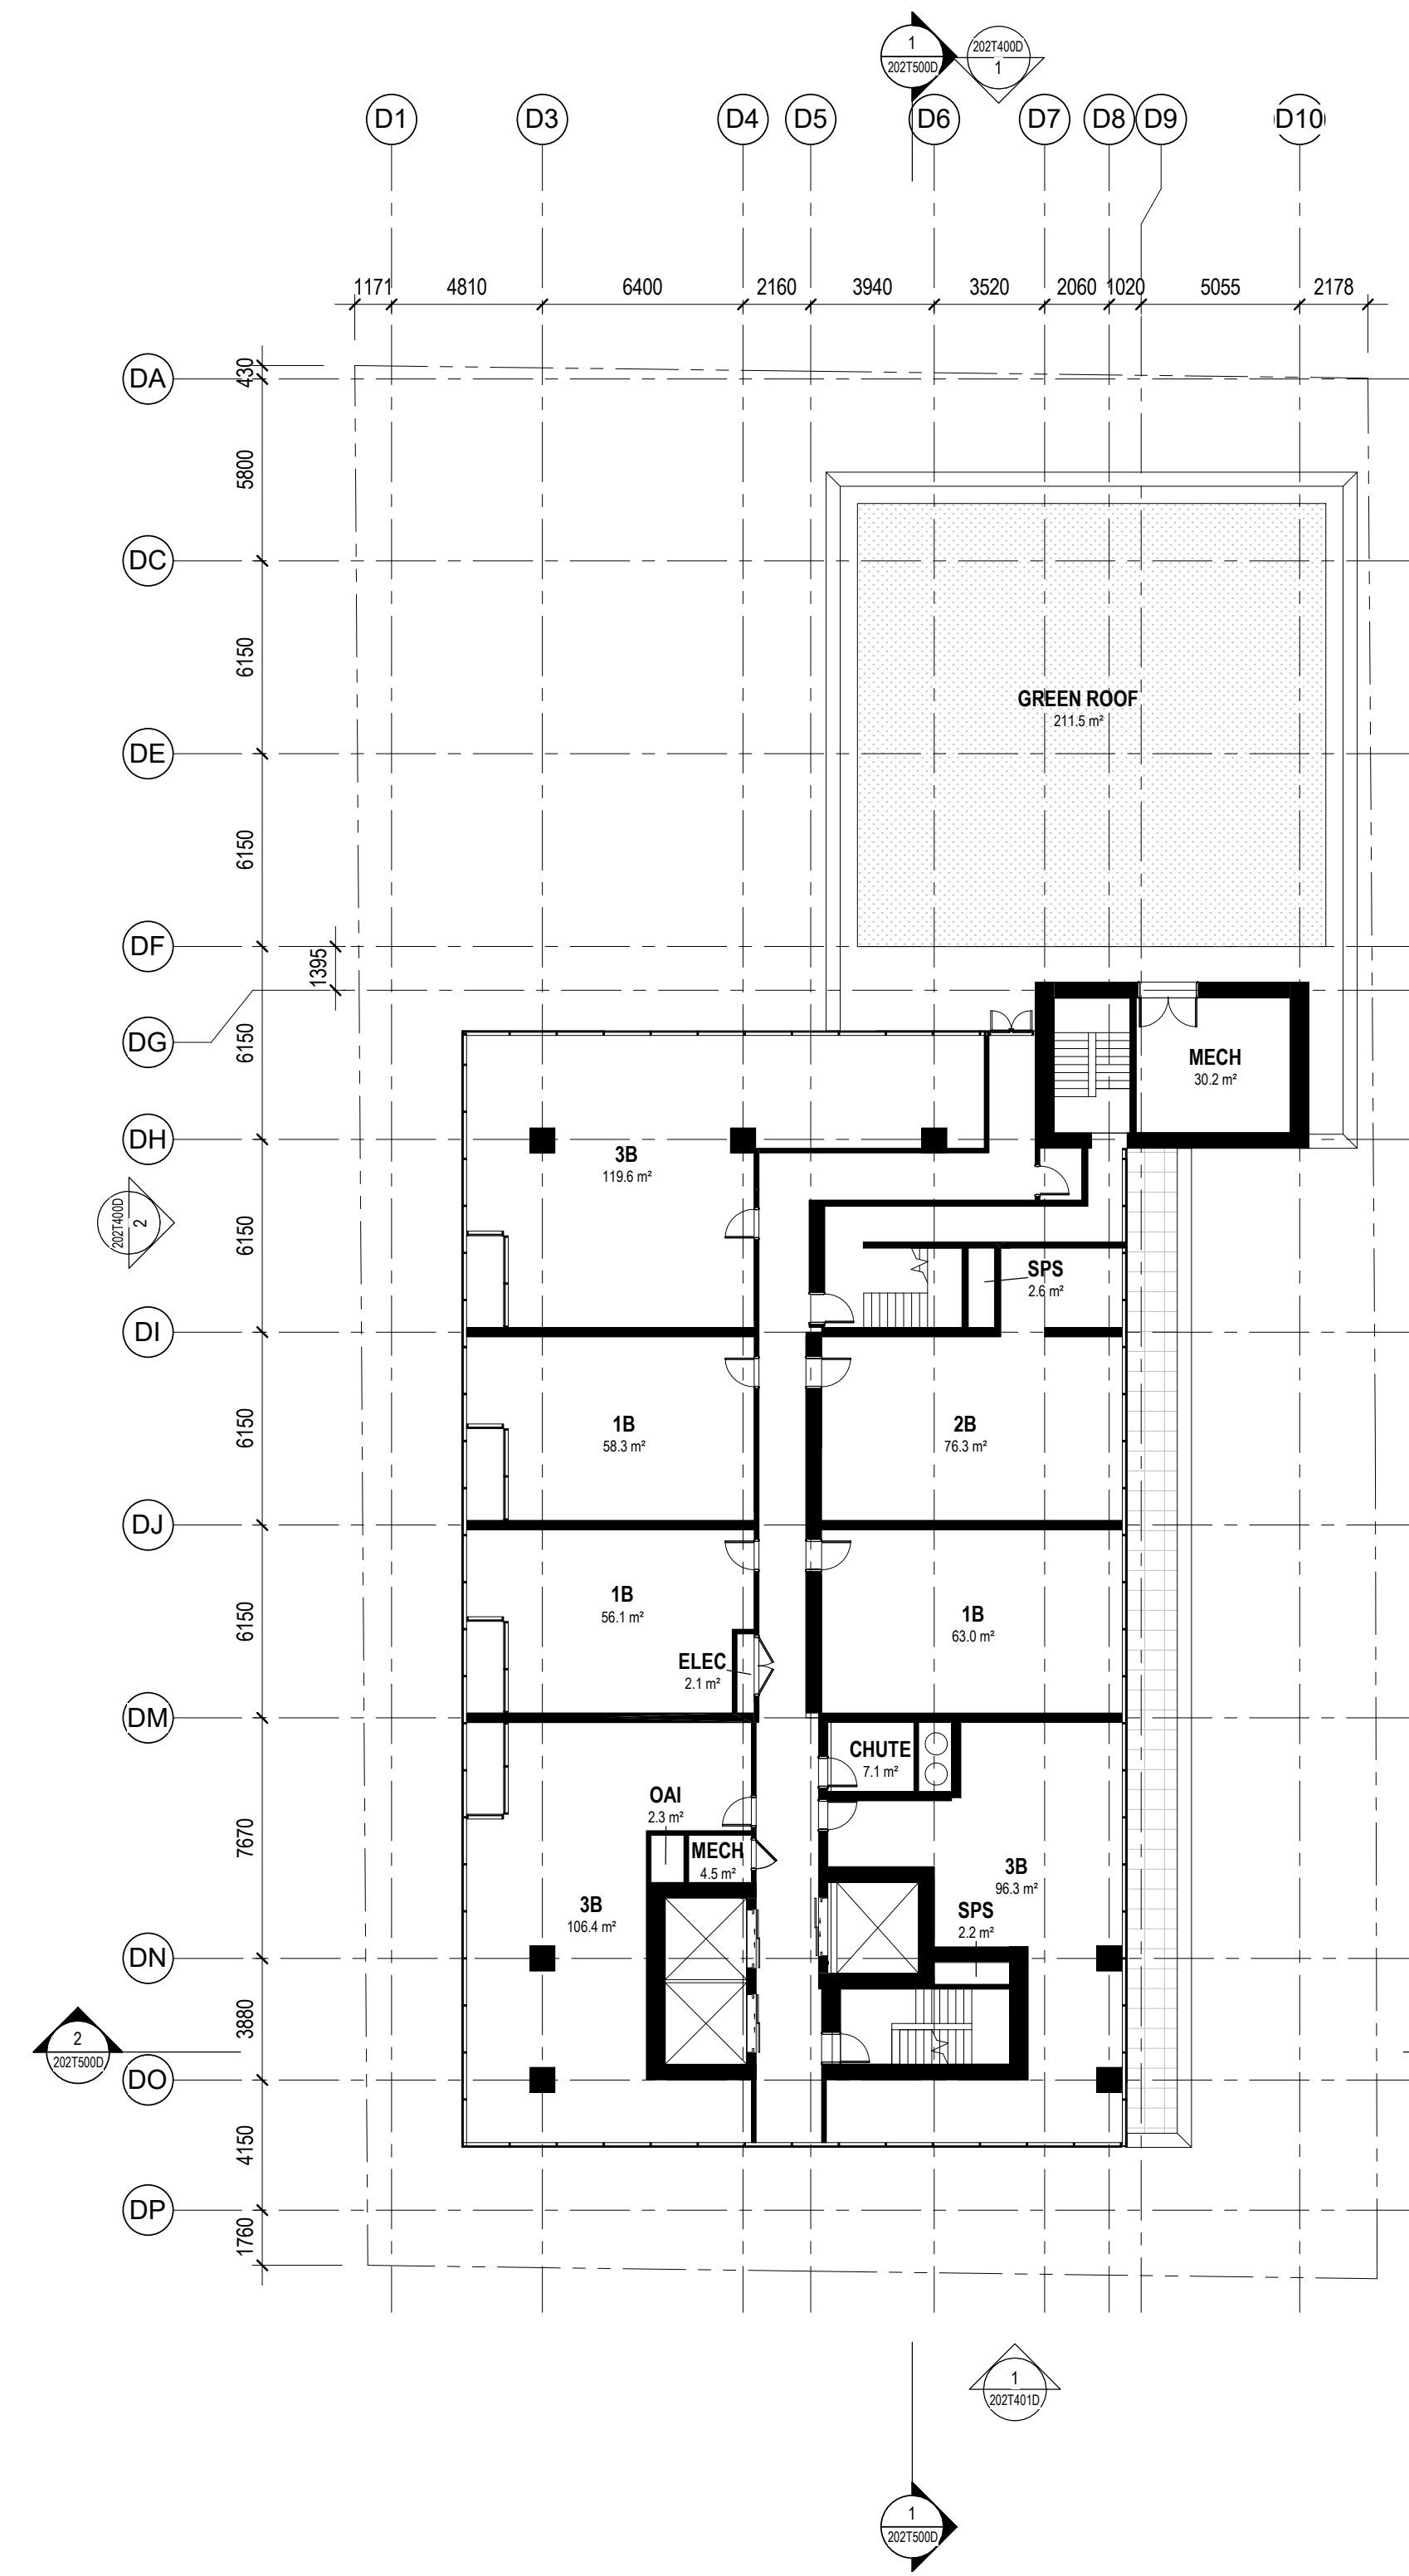 1
202T500D
202T400D
1
D1
D3
D4
D5
D6
D7
D8
D9
D10
1171
4810
6400
2160
3940
3520
2060
1020
5055
2178
DA
430
5800
DC
6150
DE
6150
DF
1395
DG
6150
DH
6150
DI
6150
DJ
6150
DM
7670
DN
3880
DO
4150
DP
1760
GREEN ROOF
211.5 m²
MECH
30.2 m²
3B
119.6 m²
202T400D
2
SPS
2.6 m²
1B
58.3 m²
2B
76.3 m²
1B
56.1 m²
1B
63.0 m²
ELEC
2.1 m²
CHUTE
7.1 m²
OAI
2.3 m²
MECH
4.5 m²
3B
96.3 m²
3B
106.4 m²
SPS
2.2 m²
2
202T500D
1
202T401D
1
202T500D